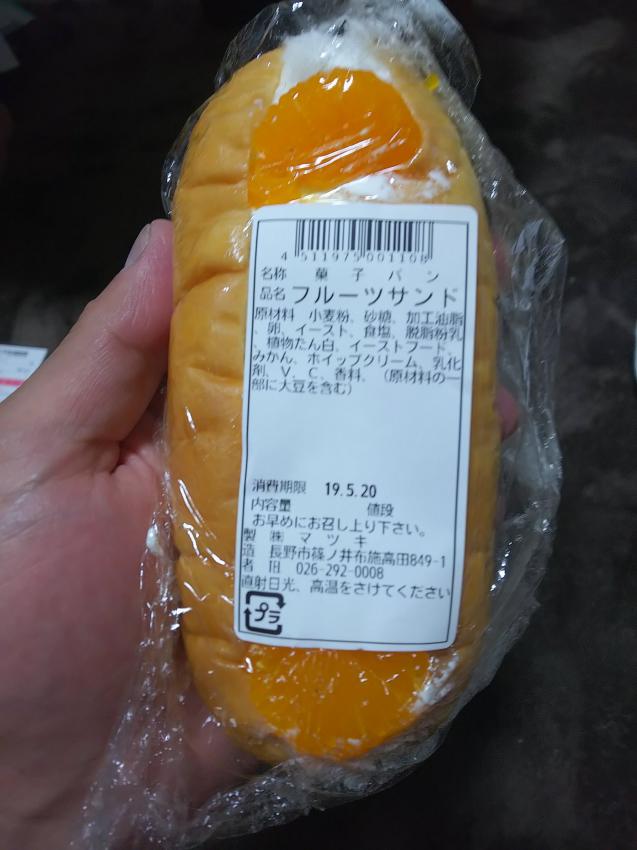 4 511975 001108
名称 菓子パン
品名 フルーツサンド
原材料 小麦粉、砂糖、加工油脂
、卵、イースト、食塩、脱脂粉乳
、植物たん白、イーストフード、
みかん、ホイップクリーム、乳化
剤、V．C、香料、（原材料の一
部に大豆を含む）
消費期限 19.5.20
内容量 値段
お早めにお召し上り下さい。
製 ㈱ マツキ
造 長野市篠ノ井布施高田849-1
者 ℡ 026-292-0008
直射日光、高温をさけてください
プラ